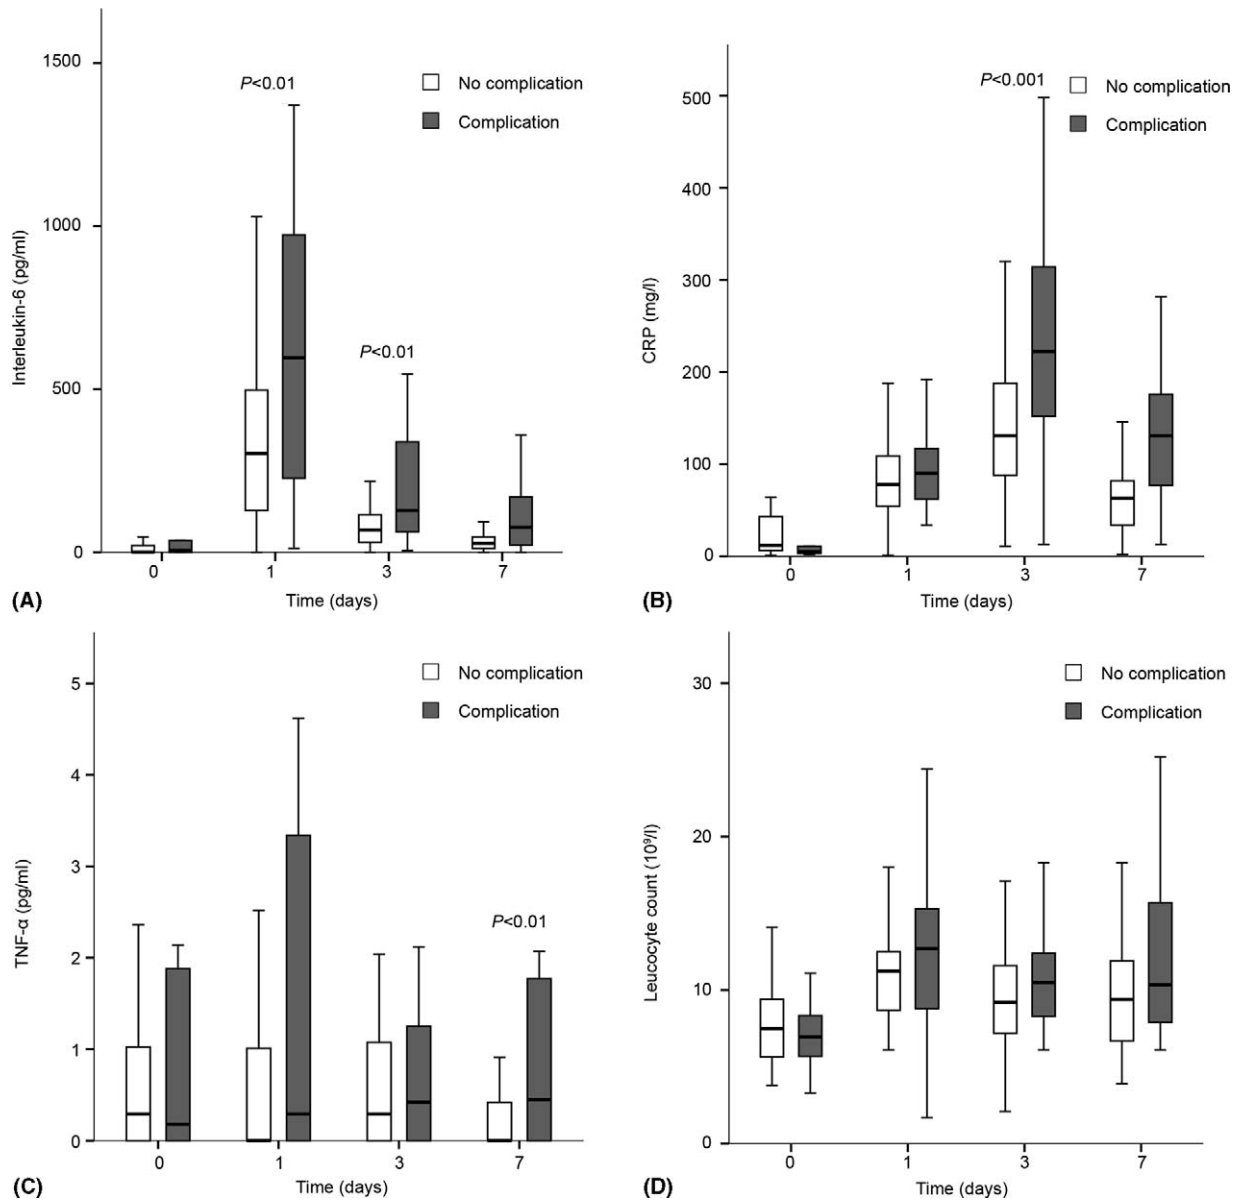 1500
P<0.01
No complication
Complication
1000
Interleukin-6 (pg/ml)
P<0.01
500
0
0 1 3 7
(A)
Time (days)
500
P<0.001
No complication
Complication
400
300
CRP (mg/l)
200
100
0
0 1 3 7
(B)
Time (days)
5
No complication
Complication
4
3
TNF-α (pg/ml)
P<0.01
2
1
0
0 1 3 7
(C)
Time (days)
30
No complication
Complication
20
Leucocyte count (10⁹/l)
10
0
0 1 3 7
(D)
Time (days)